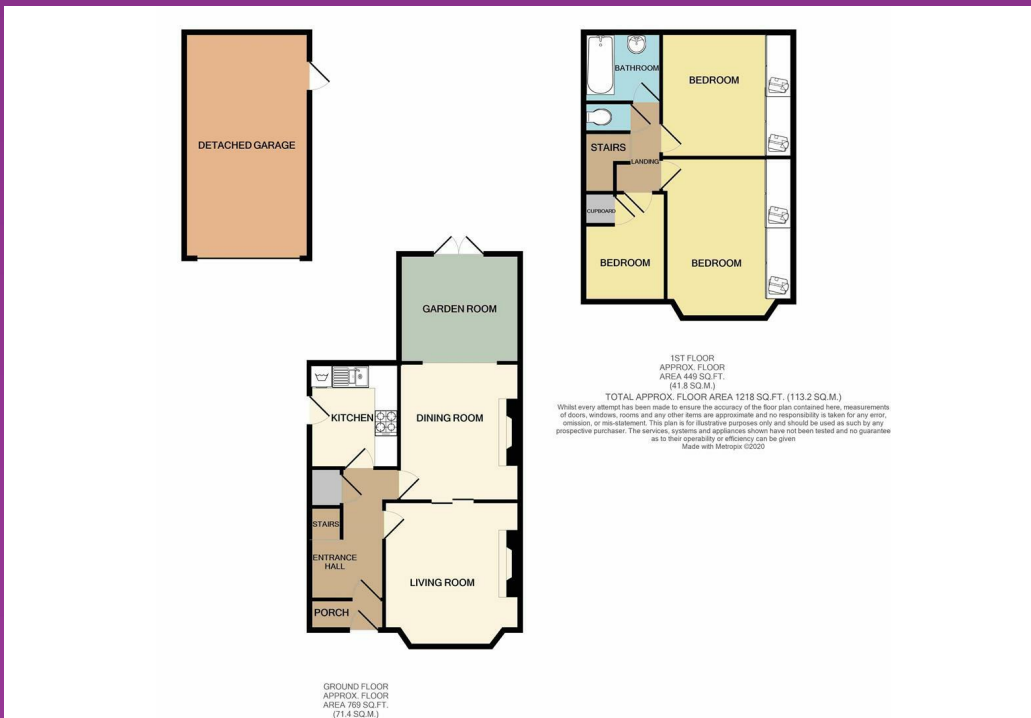 DETACHED GARAGE
GARDEN ROOM
KITCHEN
DINING ROOM
STAIRS
ENTRANCE
HALL
LIVING ROOM
PORCH
GROUND FLOOR
APPROX. FLOOR
AREA 769 SQ.FT.
(71.4 SQ.M.)
BATHROOM
BEDROOM
STAIRS
LANDING
CUPBOARD
BEDROOM
BEDROOM
1ST FLOOR
APPROX. FLOOR
AREA 449 SQ.FT.
(41.8 SQ.M.)
TOTAL APPROX. FLOOR AREA 1218 SQ.FT. (113.2 SQ.M.)
Whilst every attempt has been made to ensure the accuracy of the floor plan contained here, measurements
of doors, windows, rooms and any other items are approximate and no responsibility is taken for any error,
omission, or mis-statement. This plan is for illustrative purposes only and should be used as such by any
prospective purchaser. The services, systems and appliances shown have not been tested and no guarantee
as to their operability or efficiency can be given
Made with Metropix ©2020